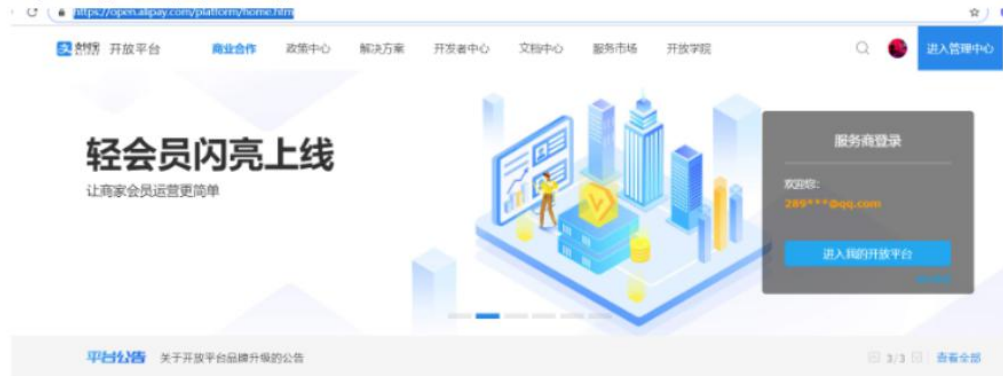 https://open.alipay.com/platform/home.htm
支付宝 开放平台 商业合作 政策中心 解决方案 开发者中心 文档中心 服务市场 开放学院 进入管理中心
轻会员闪亮上线
让商家会员运营更简单
服务商登录
欢迎您：
289***@qq.com
进入我的开放平台
平台公告 关于开放平台品牌升级的公告 3/3 查看全部